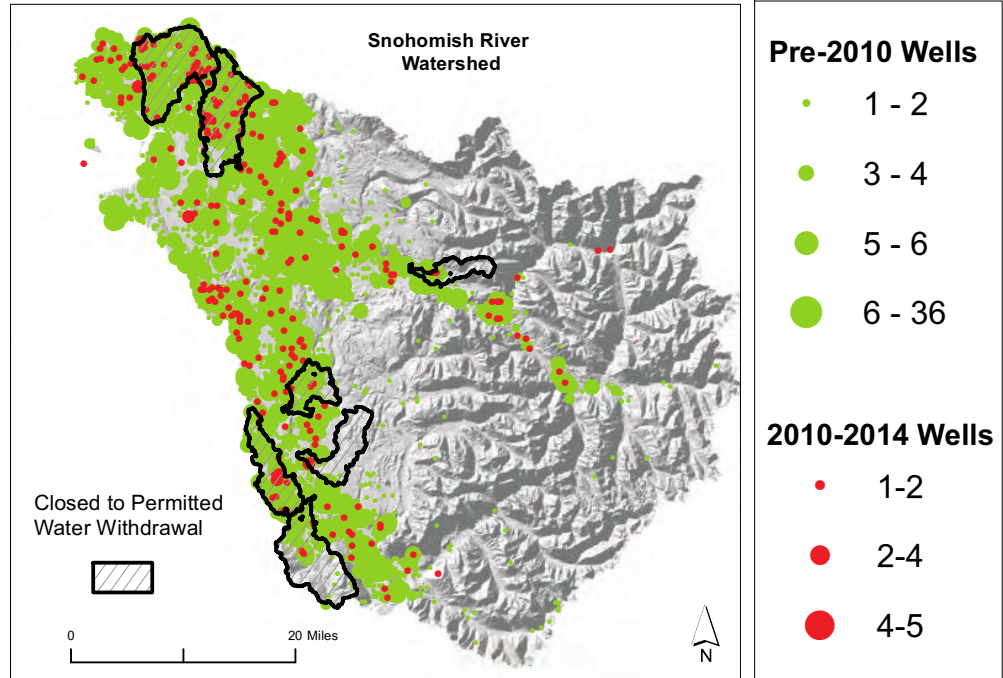 Snohomish River
Watershed
Closed to Permitted
Water Withdrawal
0
20 Miles
N
Pre-2010 Wells
1 - 2
3 - 4
5 - 6
6 - 36
2010-2014 Wells
1-2
2-4
4-5